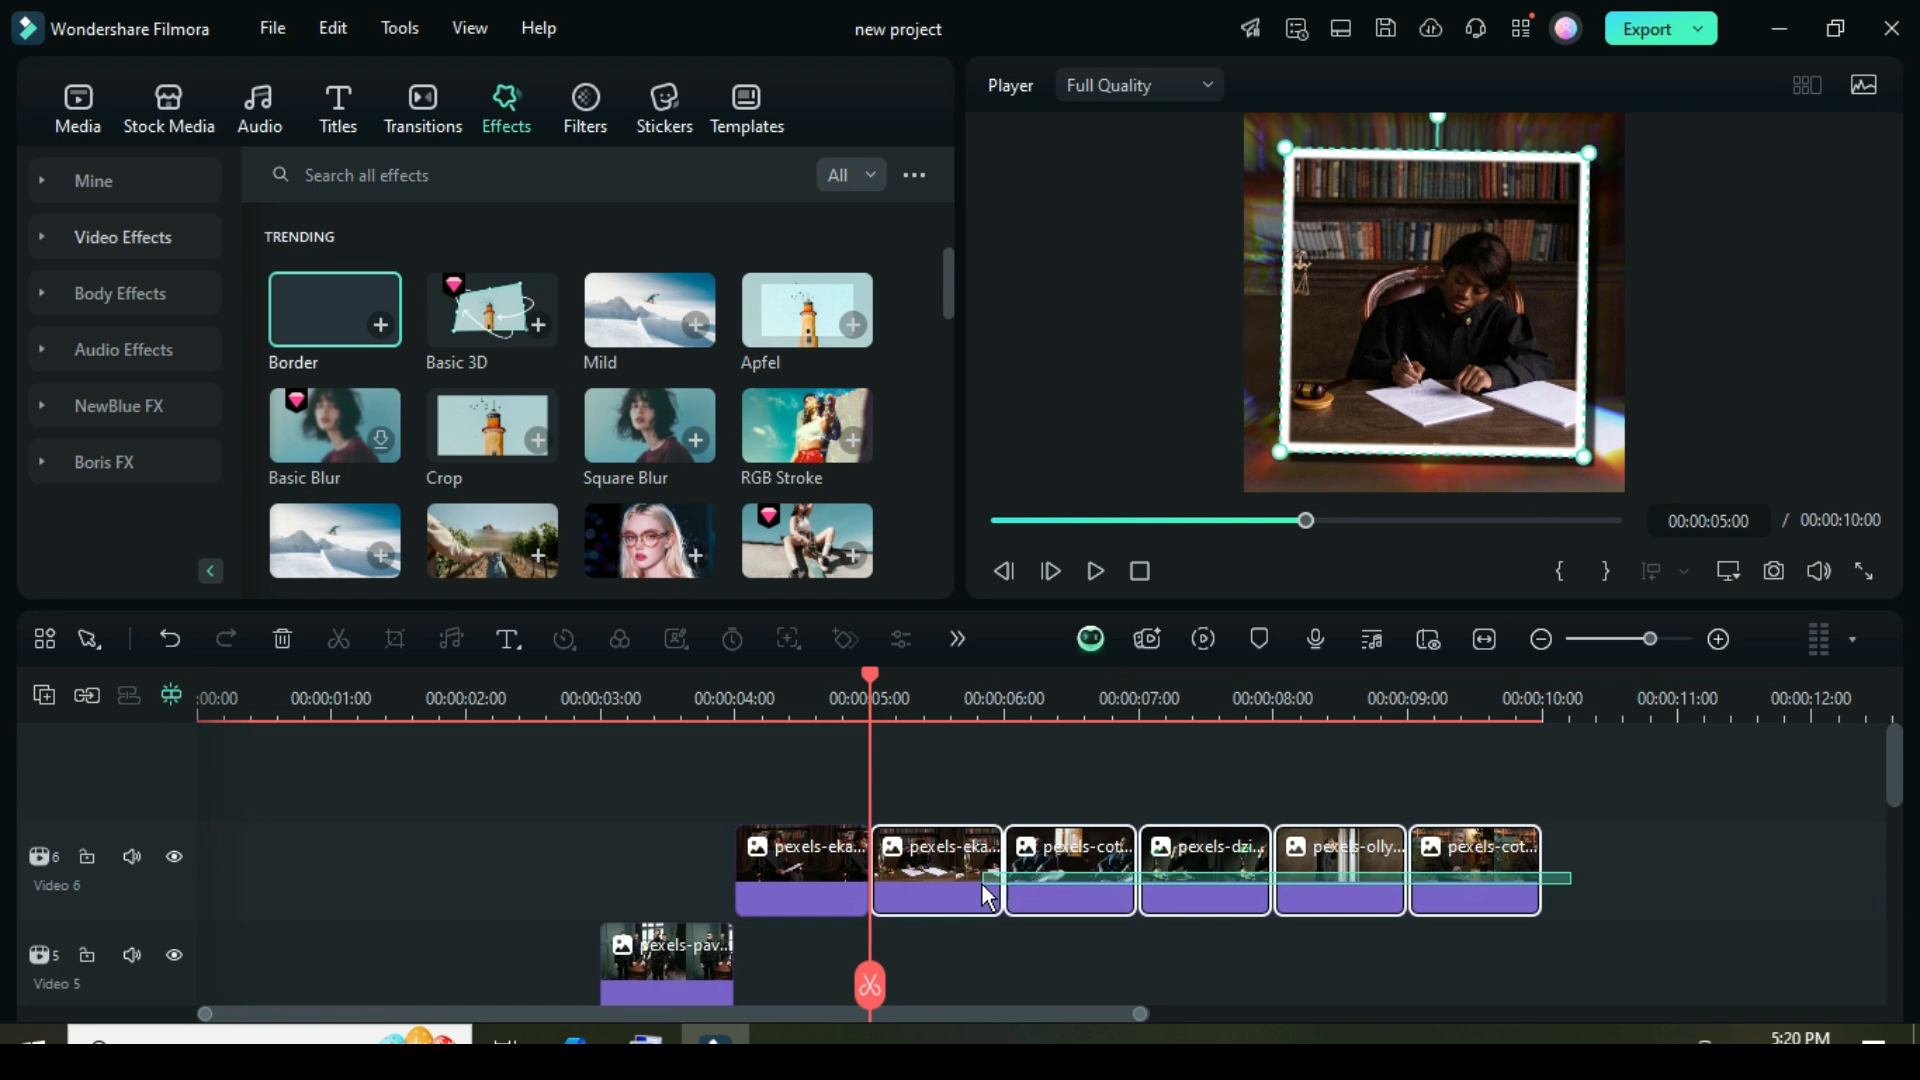 Wondershare Filmora
File
Edit
Tools
View
Help
new project
Export
Media
Stock Media
Audio
Titles
Transitions
Effects
Filters
Stickers
Templates
Player
Full Quality
Mine
Video Effects
Body Effects
Audio Effects
NewBlue FX
Boris FX
Search all effects
All
TRENDING
Border
Basic 3D
Mild
Apfel
Basic Blur
Crop
Square Blur
RGB Stroke
00:00:05:00 / 00:00:10:00
:00:00
00:00:01:00
00:00:02:00
00:00:03:00
00:00:04:00
00:00:05:00
00:00:06:00
00:00:07:00
00:00:08:00
00:00:09:00
00:00:10:00
00:00:11:00
00:00:12:00
6
Video 6
pexels-eka...
pexels-eka...
pexels-cot...
pexels-dzi...
pexels-olly...
pexels-cot...
5
Video 5
pexels-pav...
5:20 PM